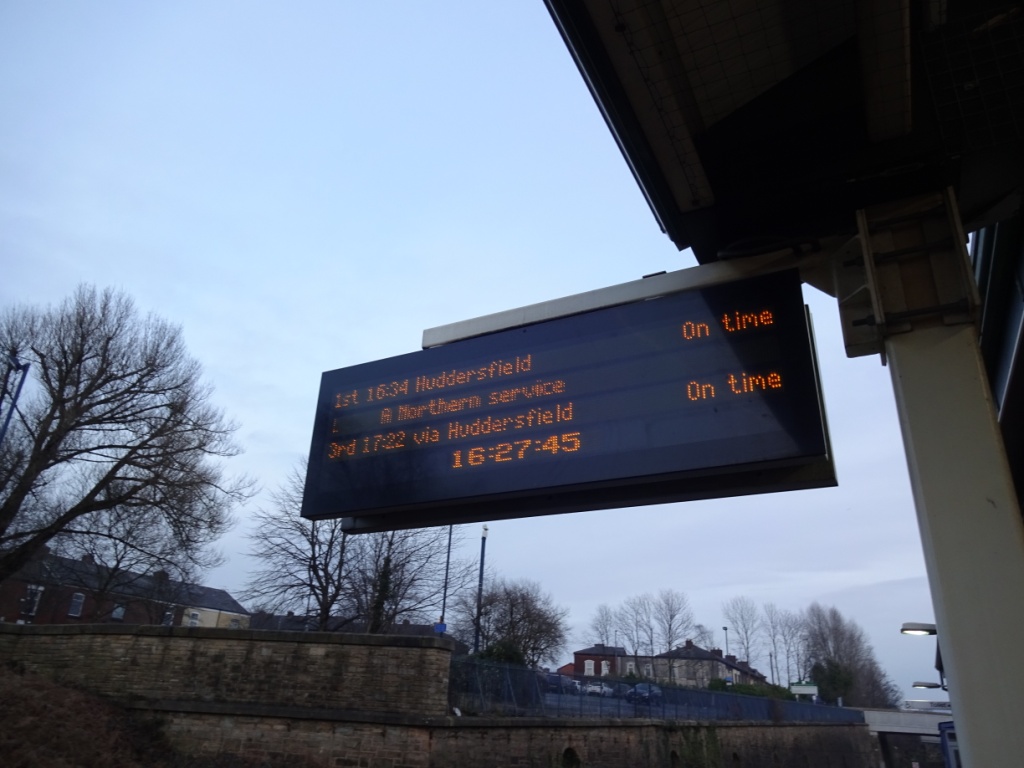 1st 16:34 Huddersfield On time
A Northern service
3rd 17:22 via Huddersfield On time
16:27:45